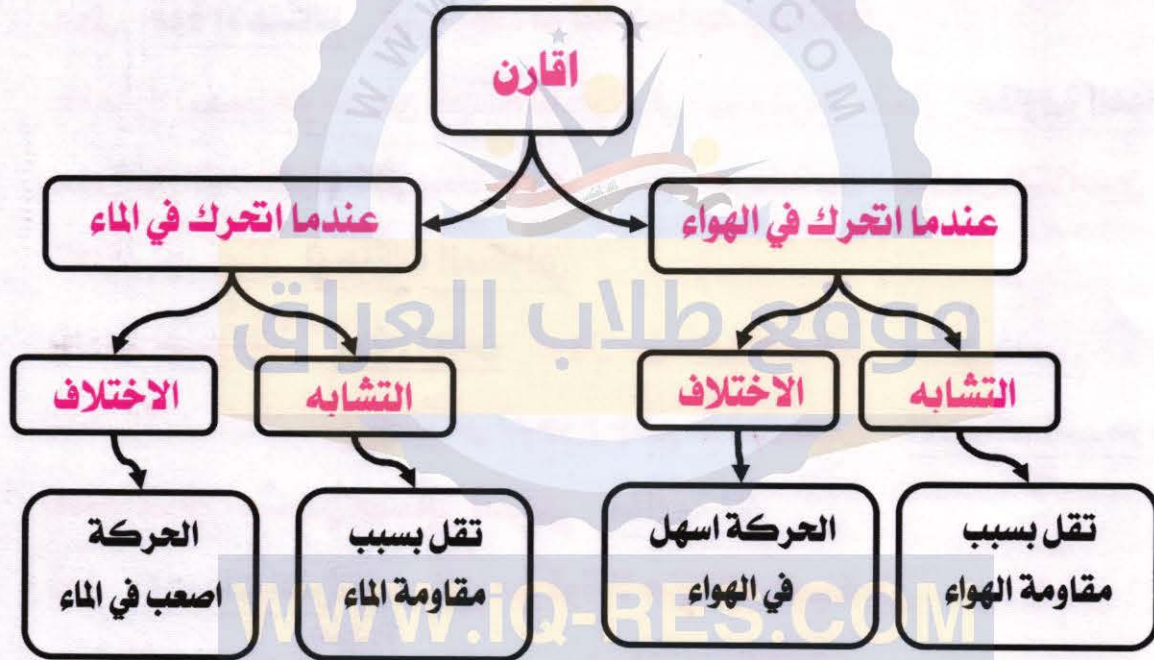 اقارن
عندما اتحرك في الهواء
عندما اتحرك في الماء
موقع طلاب العراق
التشابه
الاختلاف
التشابه
الاختلاف
تقل بسبب
مقاومة الهواء
الحركة اسهل
في الهواء
تقل بسبب
مقاومة الماء
الحركة
اصعب في الماء
WWW.iQ-RES.COM